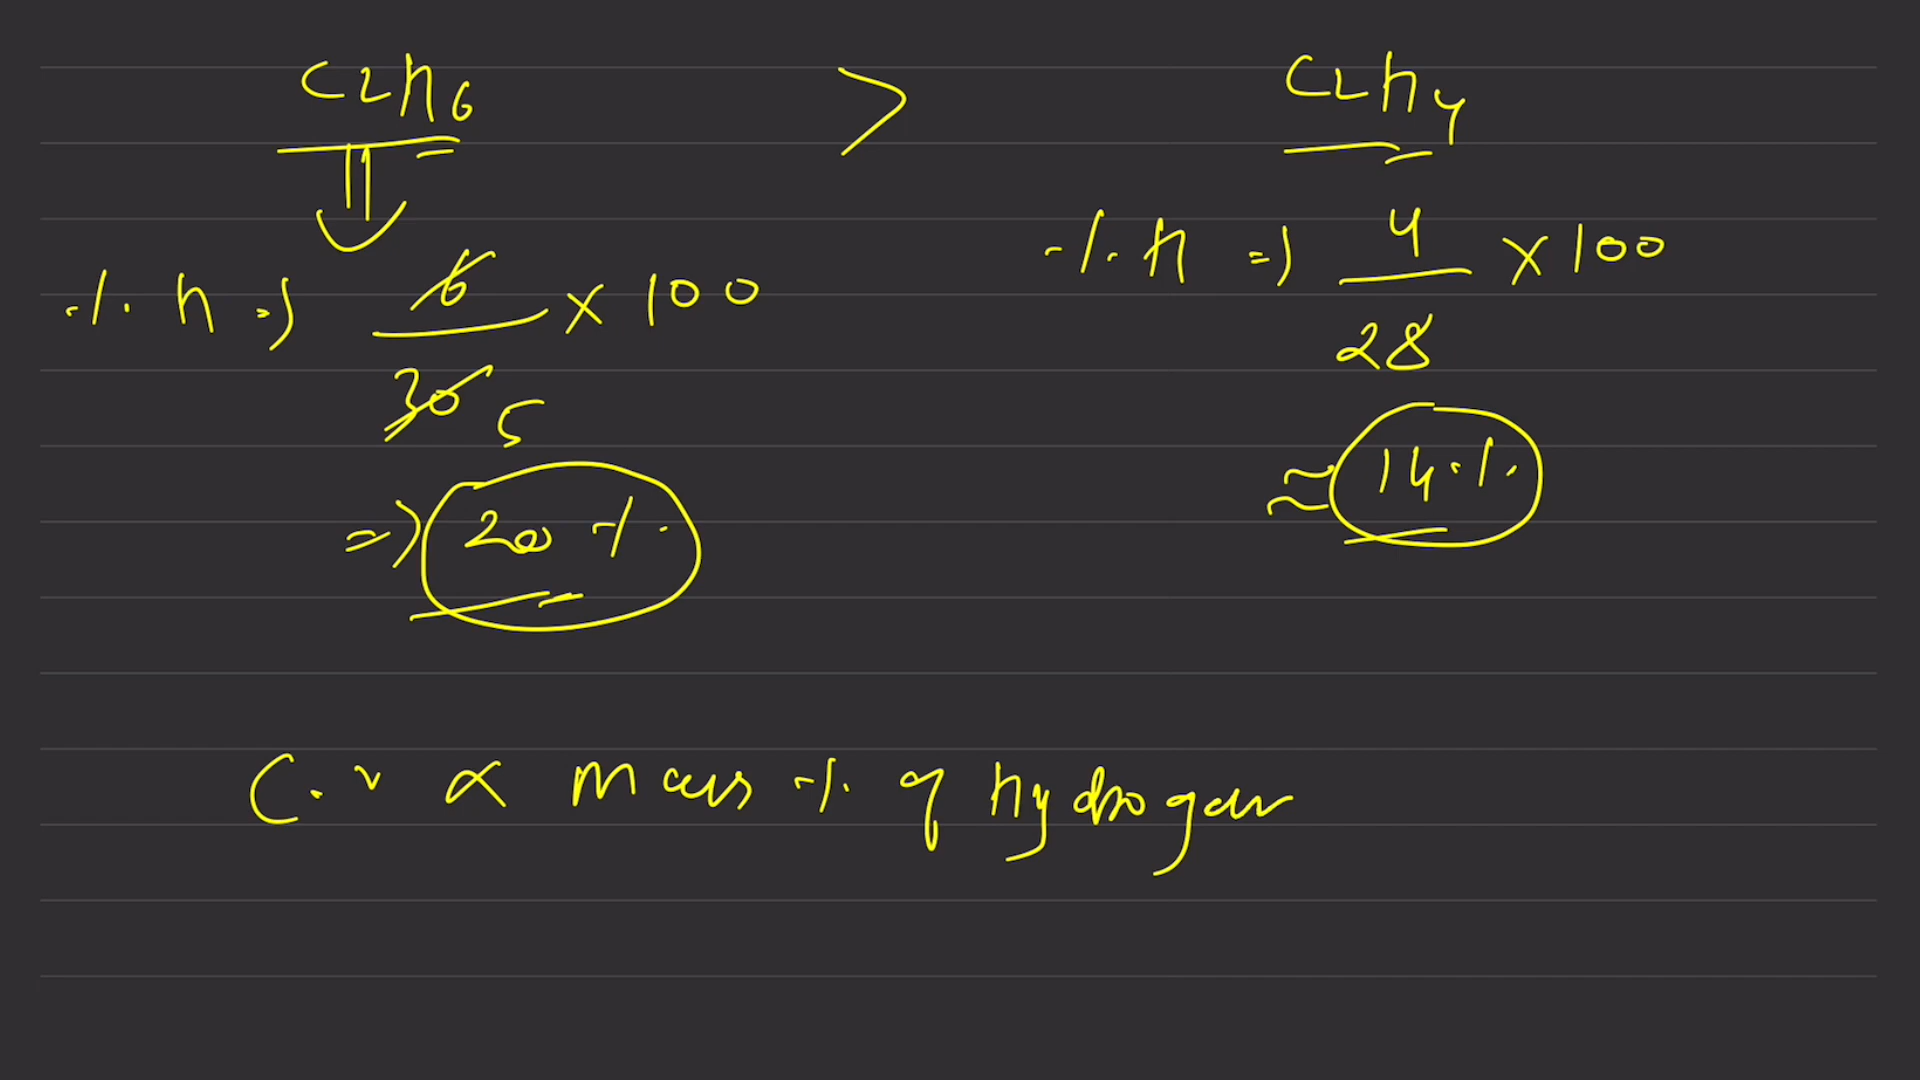 C2H6 > C2H4
% H => 6/30 5 × 100
=> 20 %
% H => 4/28 × 100
≈ 14 %
C.V ∝ Mass % of hydrogen